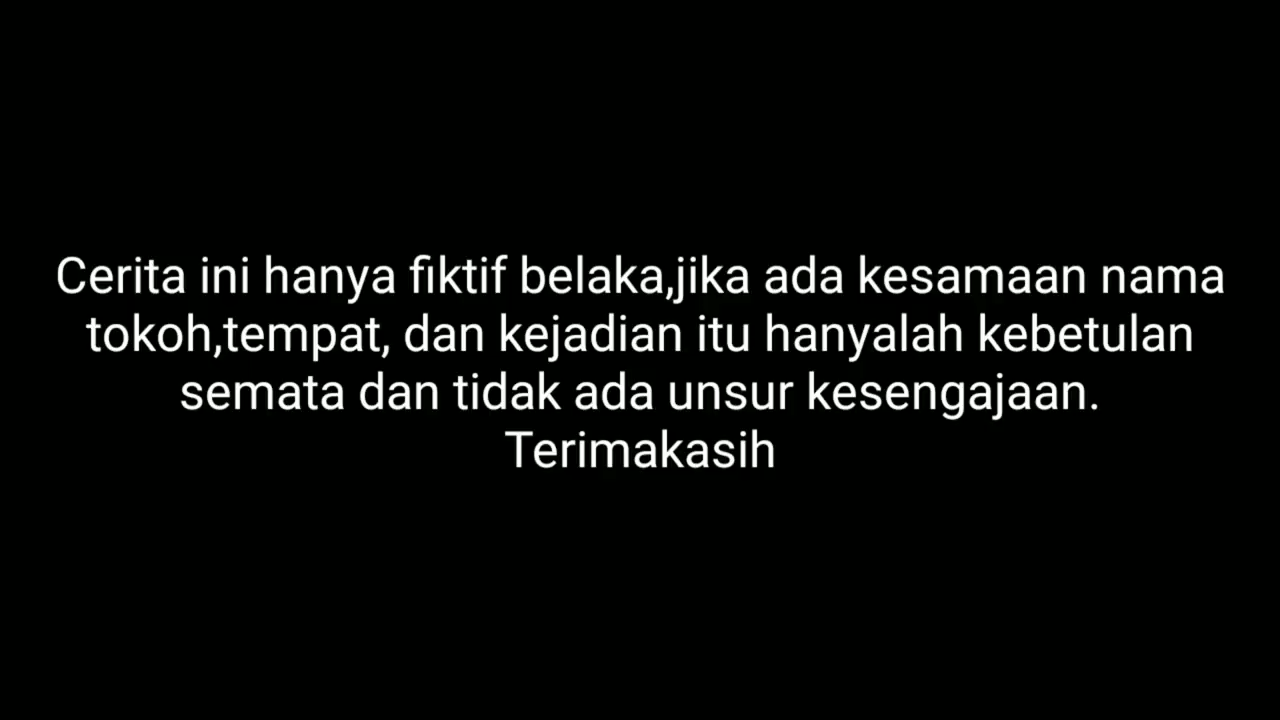 Cerita ini hanya fiktif belaka,jika ada kesamaan nama
tokoh,tempat, dan kejadian itu hanyalah kebetulan
semata dan tidak ada unsur kesengajaan.
Terimakasih